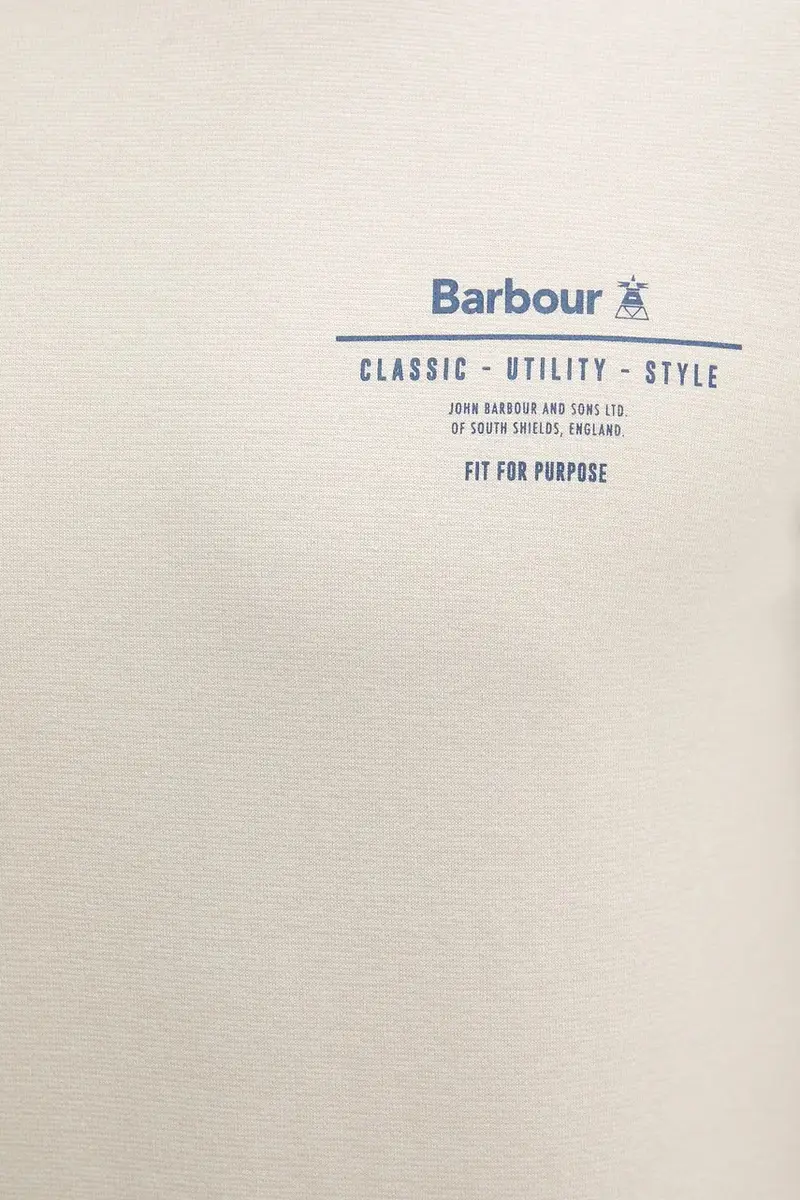 Barbour
CLASSIC - UTILITY - STYLE
JOHN BARBOUR AND SONS LTD.
OF SOUTH SHIELDS, ENGLAND.
FIT FOR PURPOSE